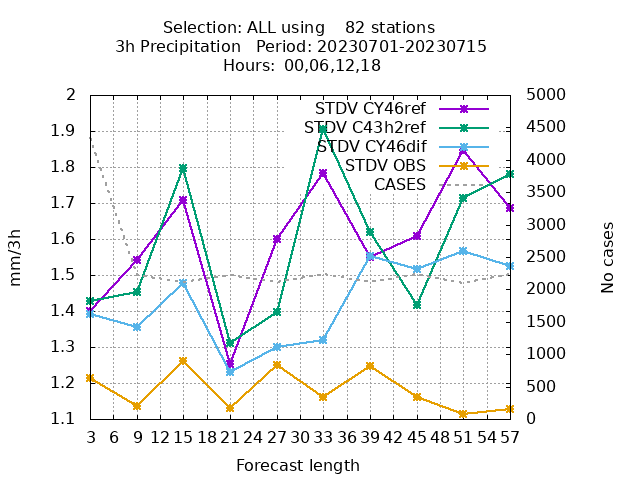 Selection: ALL using    82 stations
3h Precipitation   Period: 20230701-20230715
Hours:  00,06,12,18
STDV CY46ref
STDV C43h2ref
STDV CY46dif
STDV OBS
CASES
2
1.9
1.8
1.7
1.6
1.5
1.4
1.3
1.2
1.1
mm/3h
5000
4500
4000
3500
3000
2500
2000
1500
1000
500
0
No cases
3 6 9 12 15 18 21 24 27 30 33 36 39 42 45 48 51 54 57
Forecast length